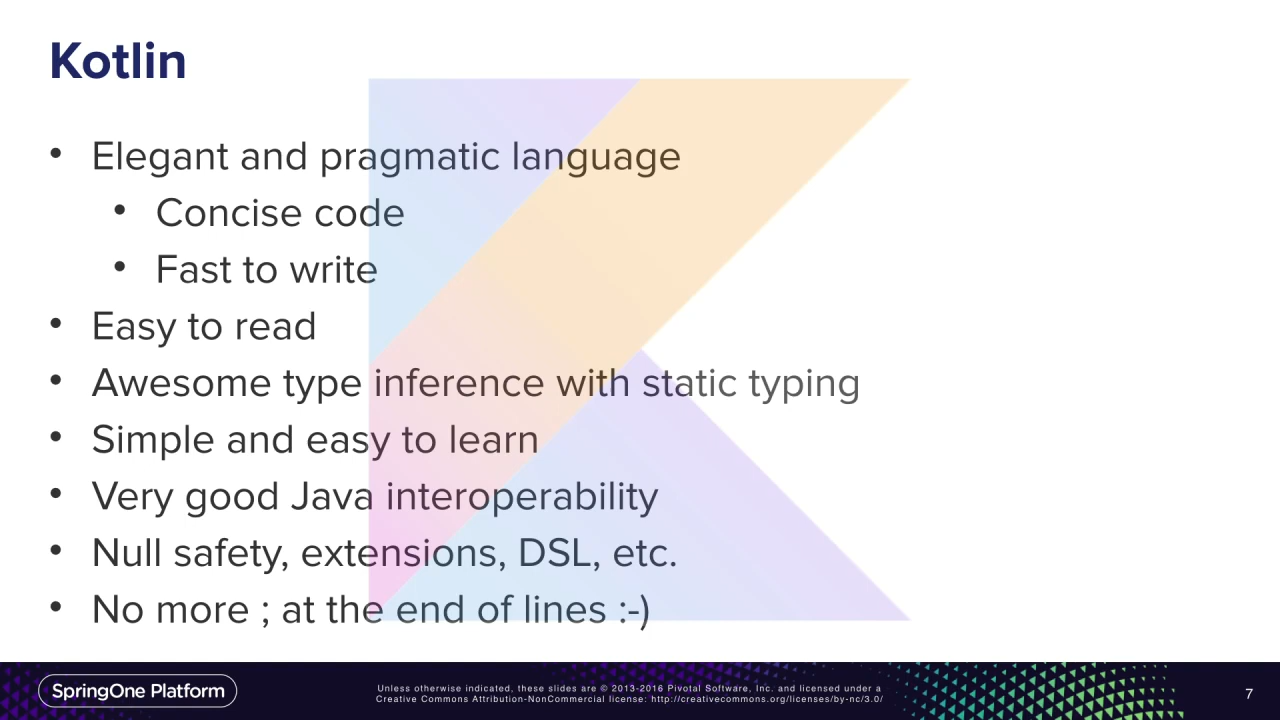 Kotlin
• Elegant and pragmatic language
• Concise code
• Fast to write
• Easy to read
• Awesome type inference with static typing
• Simple and easy to learn
• Very good Java interoperability
• Null safety, extensions, DSL, etc.
• No more ; at the end of lines :-)
SpringOne Platform
Unless otherwise indicated, these slides are © 2013-2016 Pivotal Software, Inc. and licensed under a
Creative Commons Attribution-NonCommercial license: http://creativecommons.org/licenses/by-nc/3.0/
7